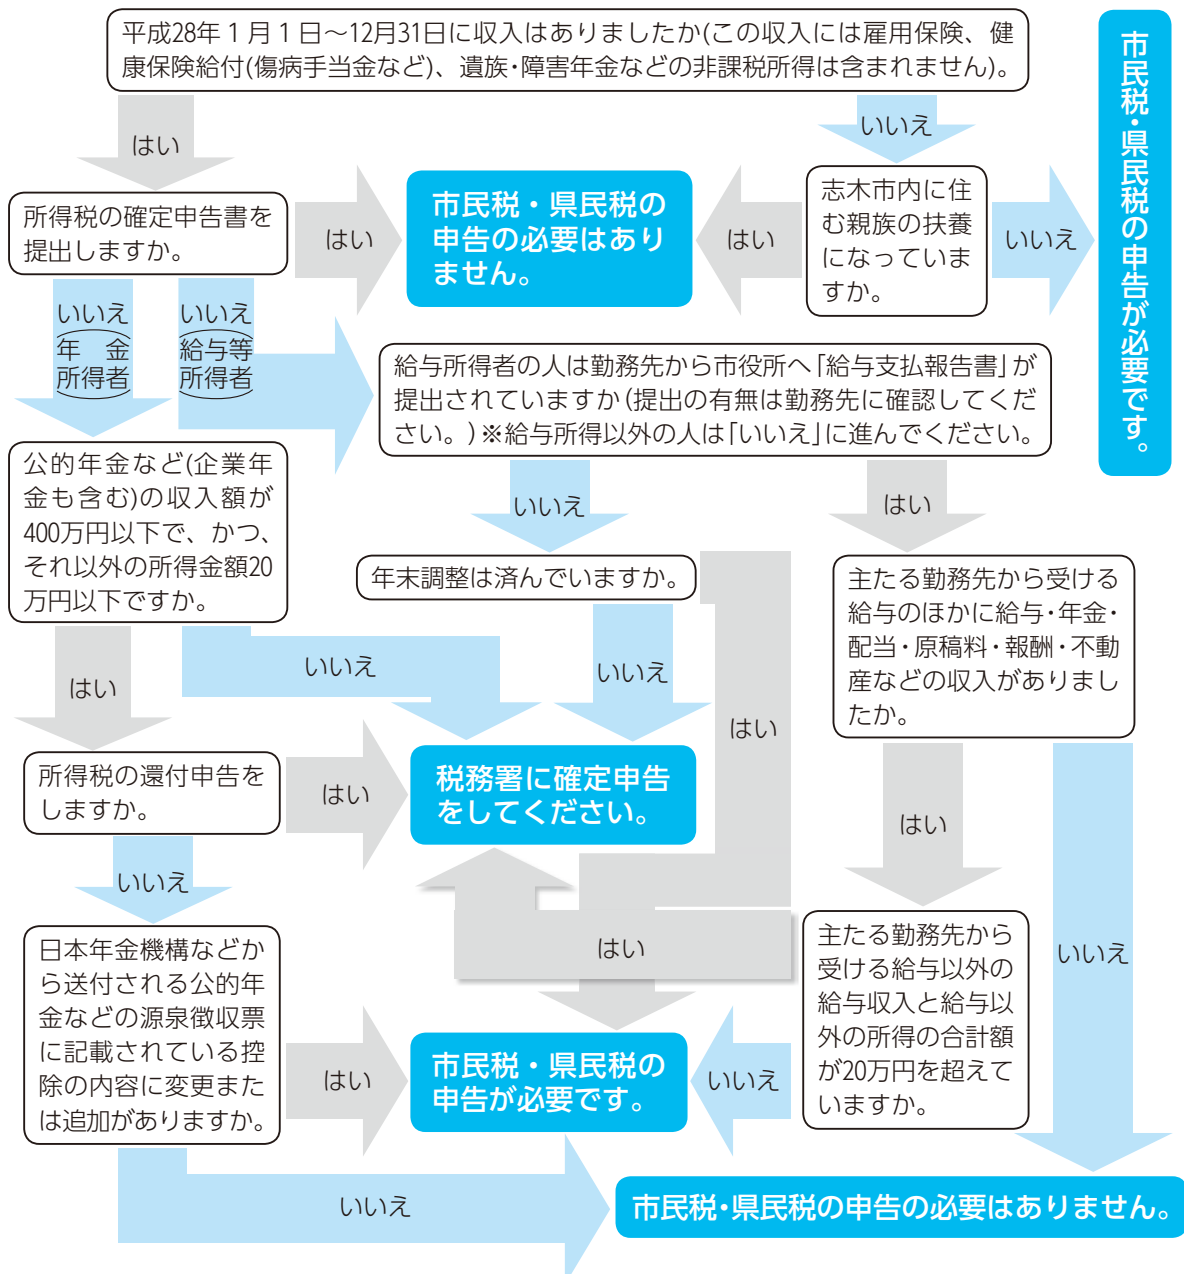 平成28年1月1日～12月31日に収入はありましたか(この収入には雇用保険、健
康保険給付(傷病手当金など)、遺族・障害年金などの非課税所得は含まれません)。
はい
いいえ
市民税・県民税の申告が必要です。
所得税の確定申告書を
提出しますか。
はい
市民税・県民税の
申告の必要はあり
ません。
はい
志木市内に住
む親族の扶養
になっていま
すか。
いいえ
いいえ
(年　金
所得者)
いいえ
(給与等
所得者)
給与所得者の人は勤務先から市役所へ「給与支払報告書」が
提出されていますか(提出の有無は勤務先に確認してくだ
さい。)※給与所得以外の人は「いいえ」に進んでください。
公的年金など(企業年
金も含む)の収入額が
400万円以下で、かつ、
それ以外の所得金額20
万円以下ですか。
いいえ
はい
年末調整は済んでいますか。
主たる勤務先から受ける
給与のほかに給与・年金・
配当・原稿料・報酬・不動
産などの収入がありまし
たか。
はい
いいえ
いいえ
はい
所得税の還付申告を
しますか。
はい
税務署に確定申告
をしてください。
はい
いいえ
日本年金機構などか
ら送付される公的年
金などの源泉徴収票
に記載されている控
除の内容に変更また
は追加がありますか。
はい
主たる勤務先から
受ける給与以外の
給与収入と給与以
外の所得の合計額
が20万円を超えて
いますか。
いいえ
はい
市民税・県民税の
申告が必要です。
いいえ
いいえ
市民税・県民税の申告の必要はありません。